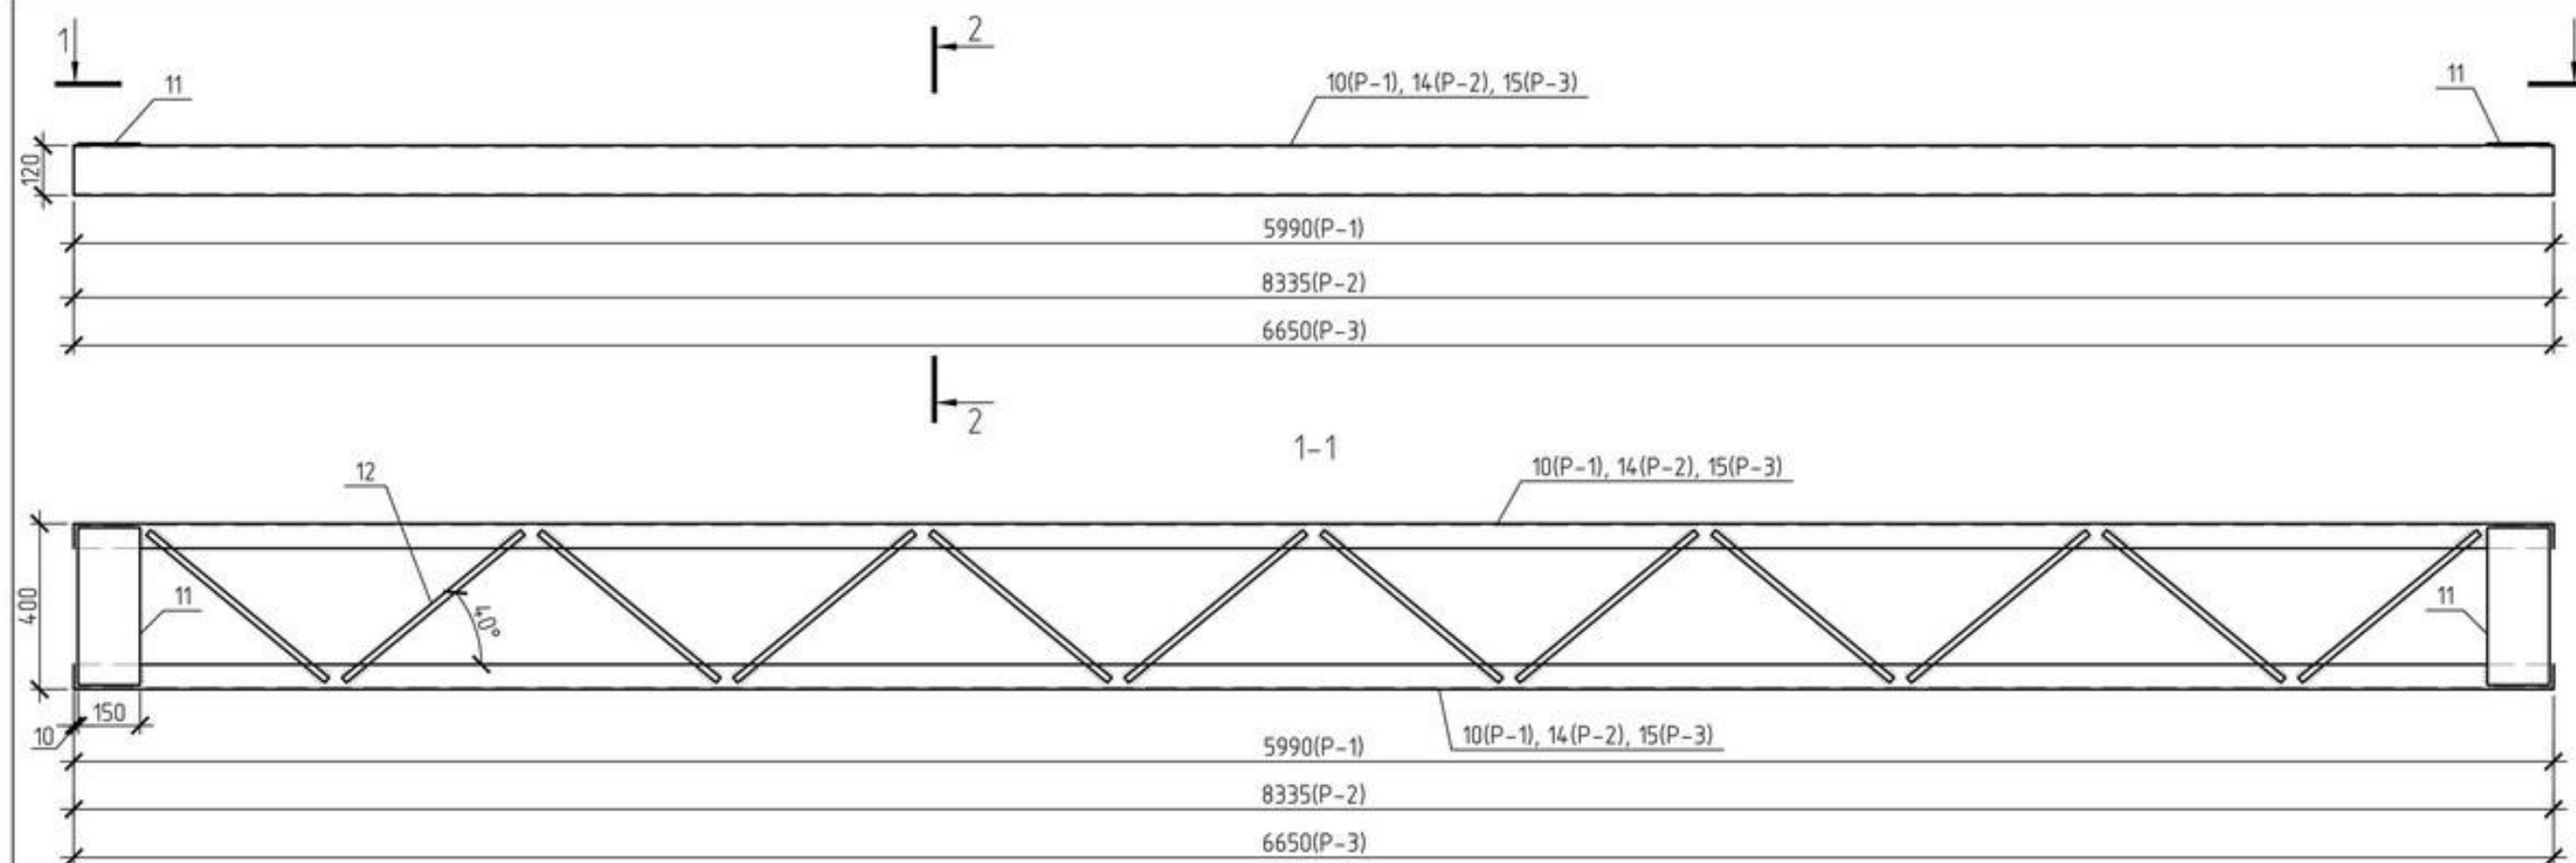 1
2
11
10(Р-1), 14(Р-2), 15(Р-3)
11
120
5990(Р-1)
8335(Р-2)
6650(Р-3)
2
1-1
12
10(Р-1), 14(Р-2), 15(Р-3)
400
11
40°
11
150
10
10(Р-1), 14(Р-2), 15(Р-3)
5990(Р-1)
8335(Р-2)
6650(Р-3)